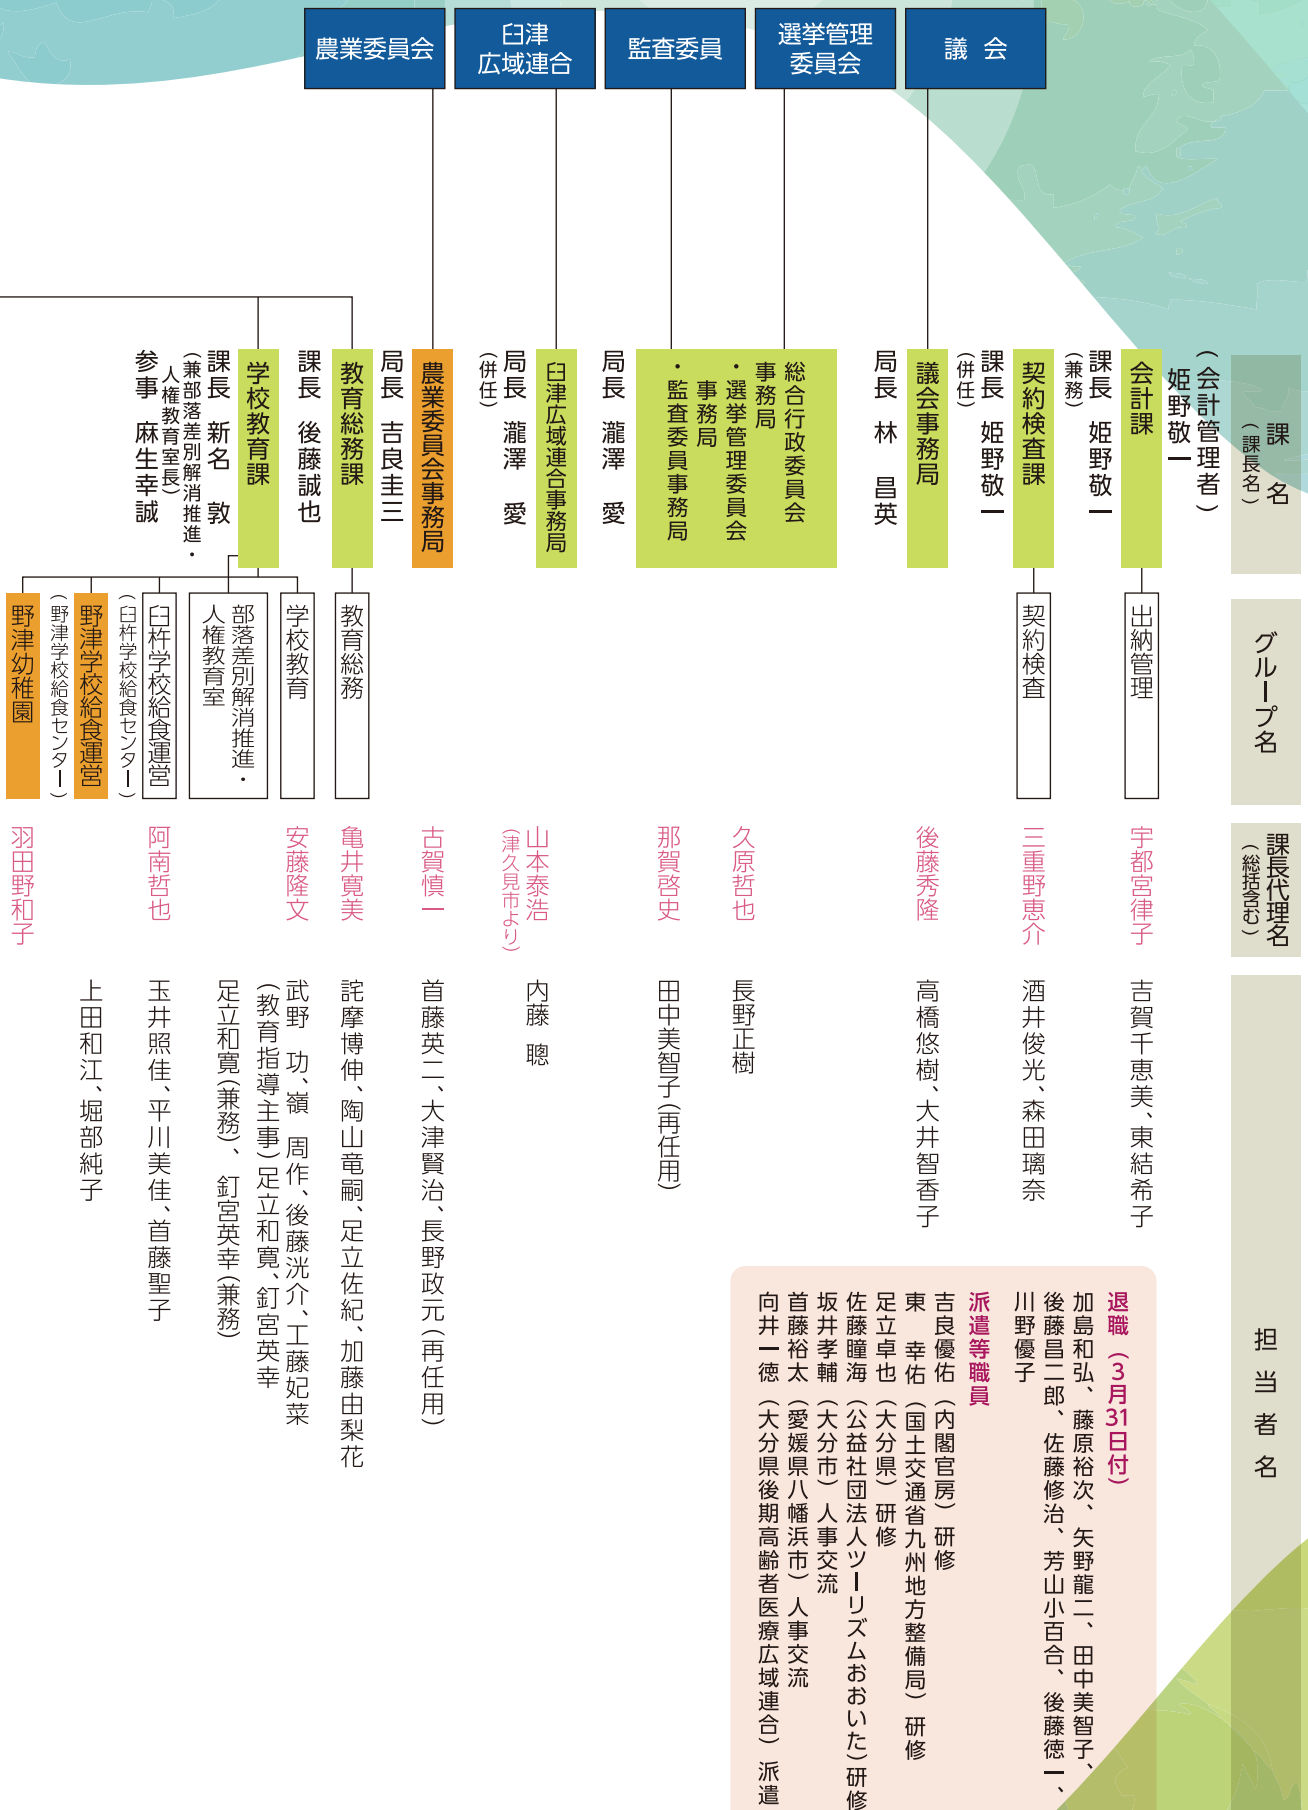 議 会
選挙管理
委員会
監査委員
臼津
広域連合
農業委員会
課 名
（課長名）
グループ名
課長代理名
（総括含む）
担当者名
（会計管理者）
姫野敬一
会計課
課長 姫野敬一
（兼務）
出納管理
宇都宮律子
吉賀千恵美、東結希子
契約検査課
課長 姫野敬一
（併任）
契約検査
三重野恵介
酒井俊光、森田璃奈
議会事務局
局長 林 昌英
後藤秀隆
高橋悠樹、大井智香子
総合行政委員会
事務局
・選挙管理委員会
事務局
・監査委員事務局
局長 瀧澤 愛
久原哲也
長野正樹
那賀啓史
田中美智子（再任用）
臼津広域連合事務局
局長 瀧澤 愛
（併任）
山本泰浩
（津久見市より）
内藤 聰
農業委員会事務局
局長 吉良圭三
古賀慎一
首藤英二、大津賢治、長野政元（再任用）
教育総務課
課長 後藤誠也
教育総務
亀井寛美
詫摩博伸、陶山竜嗣、足立佐紀、加藤由梨花
学校教育課
課長 新名 敦
（兼部落差別解消推進・
人権教育室長）
参事 麻生幸誠
学校教育
安藤隆文
武野 功、嶺 周作、後藤洸介、工藤妃菜
（教育指導主事）足立和寛、釘宮英幸
部落差別解消推進・
人権教育室
足立和寛（兼務）、釘宮英幸（兼務）
臼杵学校給食運営
（臼杵学校給食センター）
阿南哲也
玉井照佳、平川美佳、首藤聖子
野津学校給食運営
（野津学校給食センター）
上田和江、堀部純子
野津幼稚園
羽田野和子
退職（3月31日付）
加島和弘、藤原裕次、矢野龍二、田中美智子、
後藤昌二郎、佐藤修治、芳山小百合、後藤徳一、
川野優子
派遣等職員
吉良優佑（内閣官房）研修
東 幸佑（国土交通省九州地方整備局）研修
足立卓也（大分県）研修
佐藤瞳海（公益社団法人ツーリズムおおいた）研修
坂井孝輔（大分市）人事交流
首藤裕太（愛媛県八幡浜市）人事交流
向井一徳（大分県後期高齢者医療広域連合）派遣